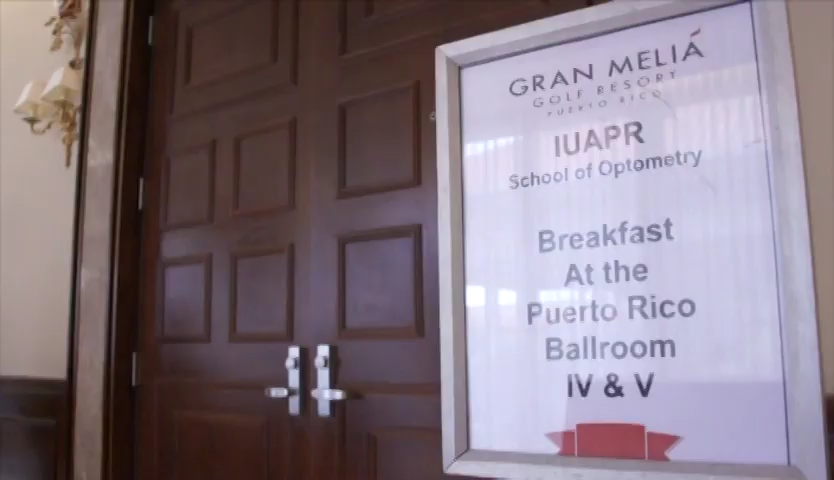 GRAN MELIÁ
GOLF RESORT
PUERTO RICO
IUAPR
School of Optometry
Breakfast
At the
Puerto Rico
Ballroom
IV & V